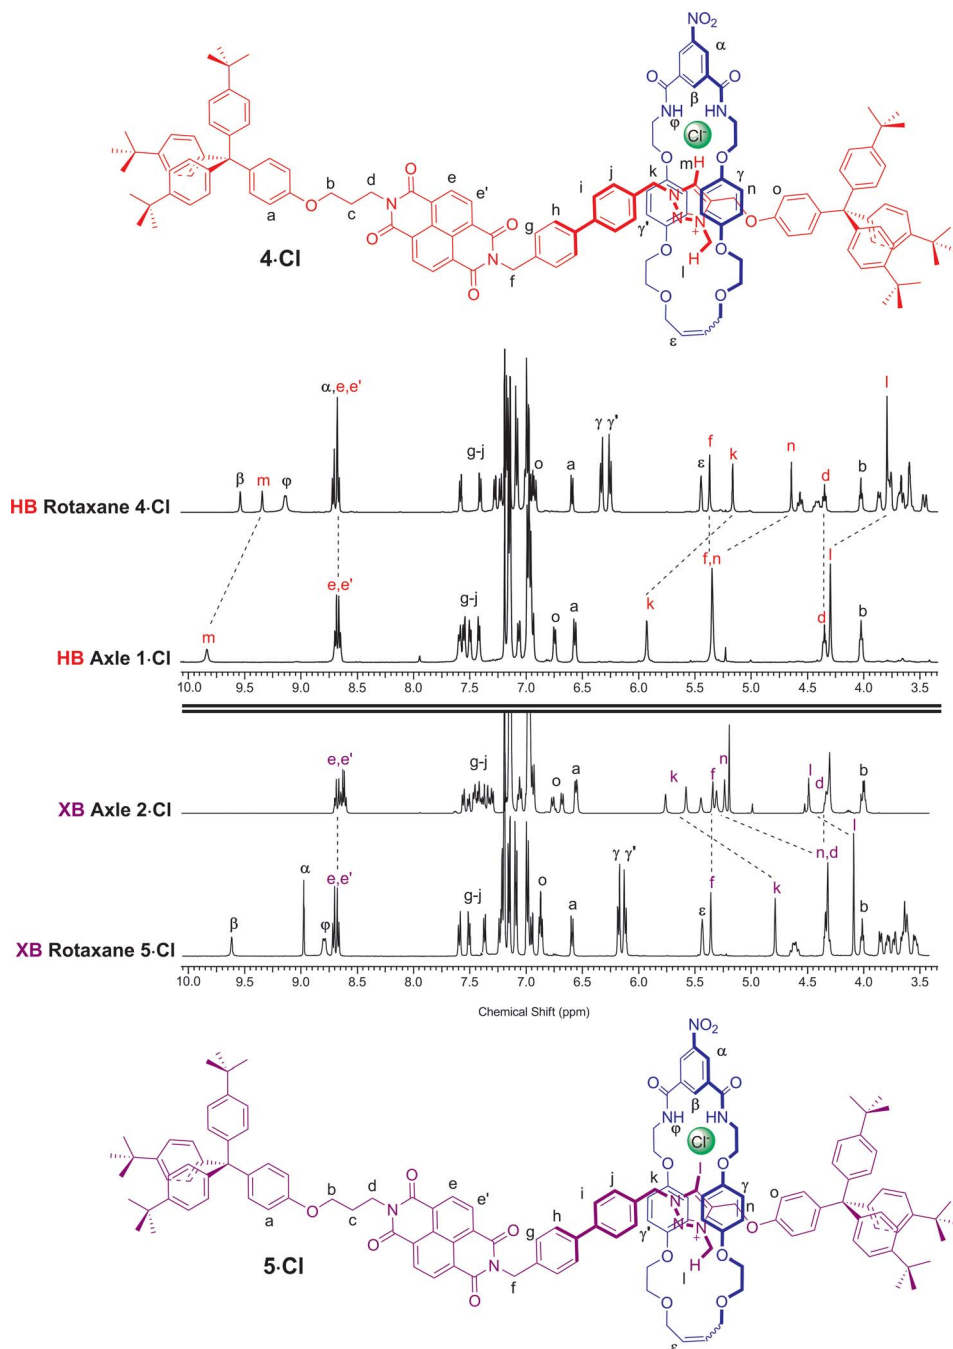 NO₂
α
O
O
β
NH
HN
φ
Cl⁻
O
O
m H
γ
k
j
i
n
o
h
g
N
N
N
+
γ'
O
O
O
H
l
O
O
ε
b
d
c
a
O
N
O
O
e
e'
O
N
O
f
4·Cl
α,e,e'
l
γ
γ'
f
n
g-j
k
ε
β
m
φ
o
a
d
b
HB Rotaxane 4·Cl
f,n
l
e,e'
g-j
k
a
o
d
b
m
HB Axle 1·Cl
10.0 9.5 9.0 8.5 8.0 7.5 7.0 6.5 6.0 5.5 5.0 4.5 4.0 3.5
e,e'
g-j
a
o
k
f
n
l
d
b
XB Axle 2·Cl
l
γ
γ'
n,d
α
e,e'
f
k
g-j
o
a
ε
β
φ
b
XB Rotaxane 5·Cl
10.0 9.5 9.0 8.5 8.0 7.5 7.0 6.5 6.0 5.5 5.0 4.5 4.0 3.5
Chemical Shift (ppm)
NO₂
α
O
O
β
NH
HN
φ
Cl⁻
O
O
I
γ
k
j
i
n
o
h
g
N
N
N
+
γ'
O
O
O
H
l
O
O
ε
b
d
c
a
O
N
O
O
e
e'
O
N
O
f
5·Cl